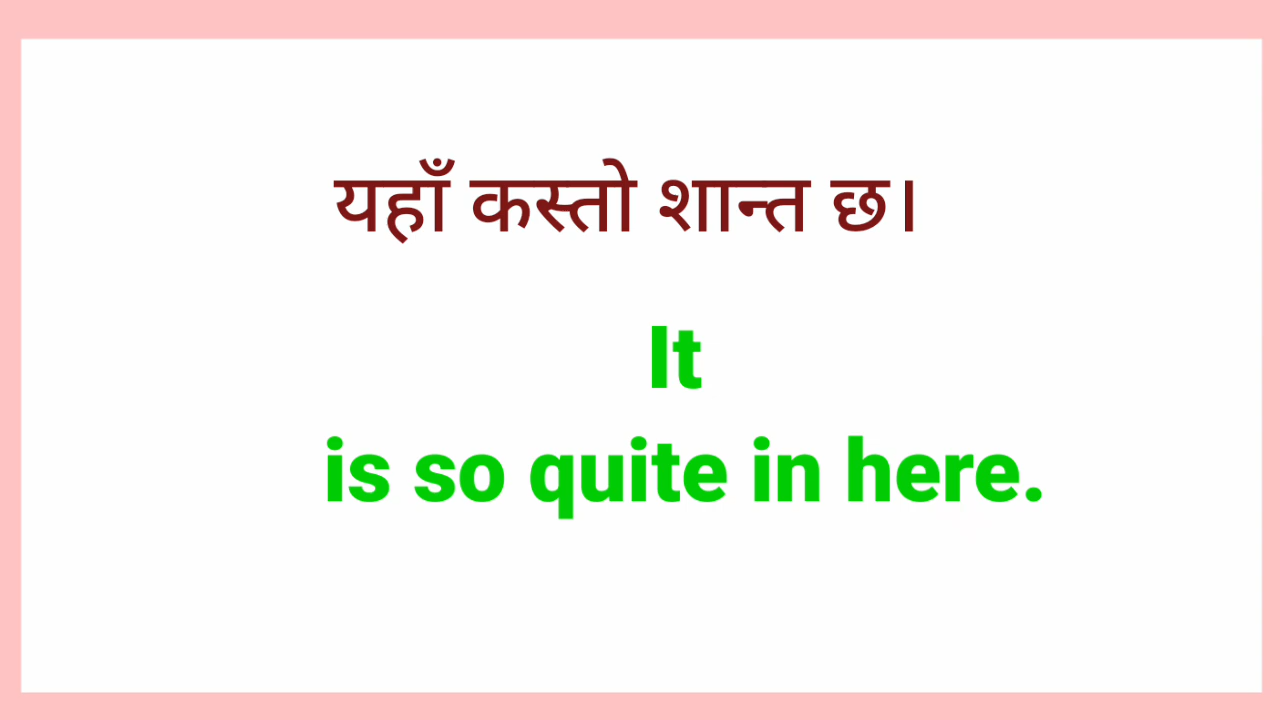 यहाँ कस्तो शान्त छ।
It
is so quite in here.